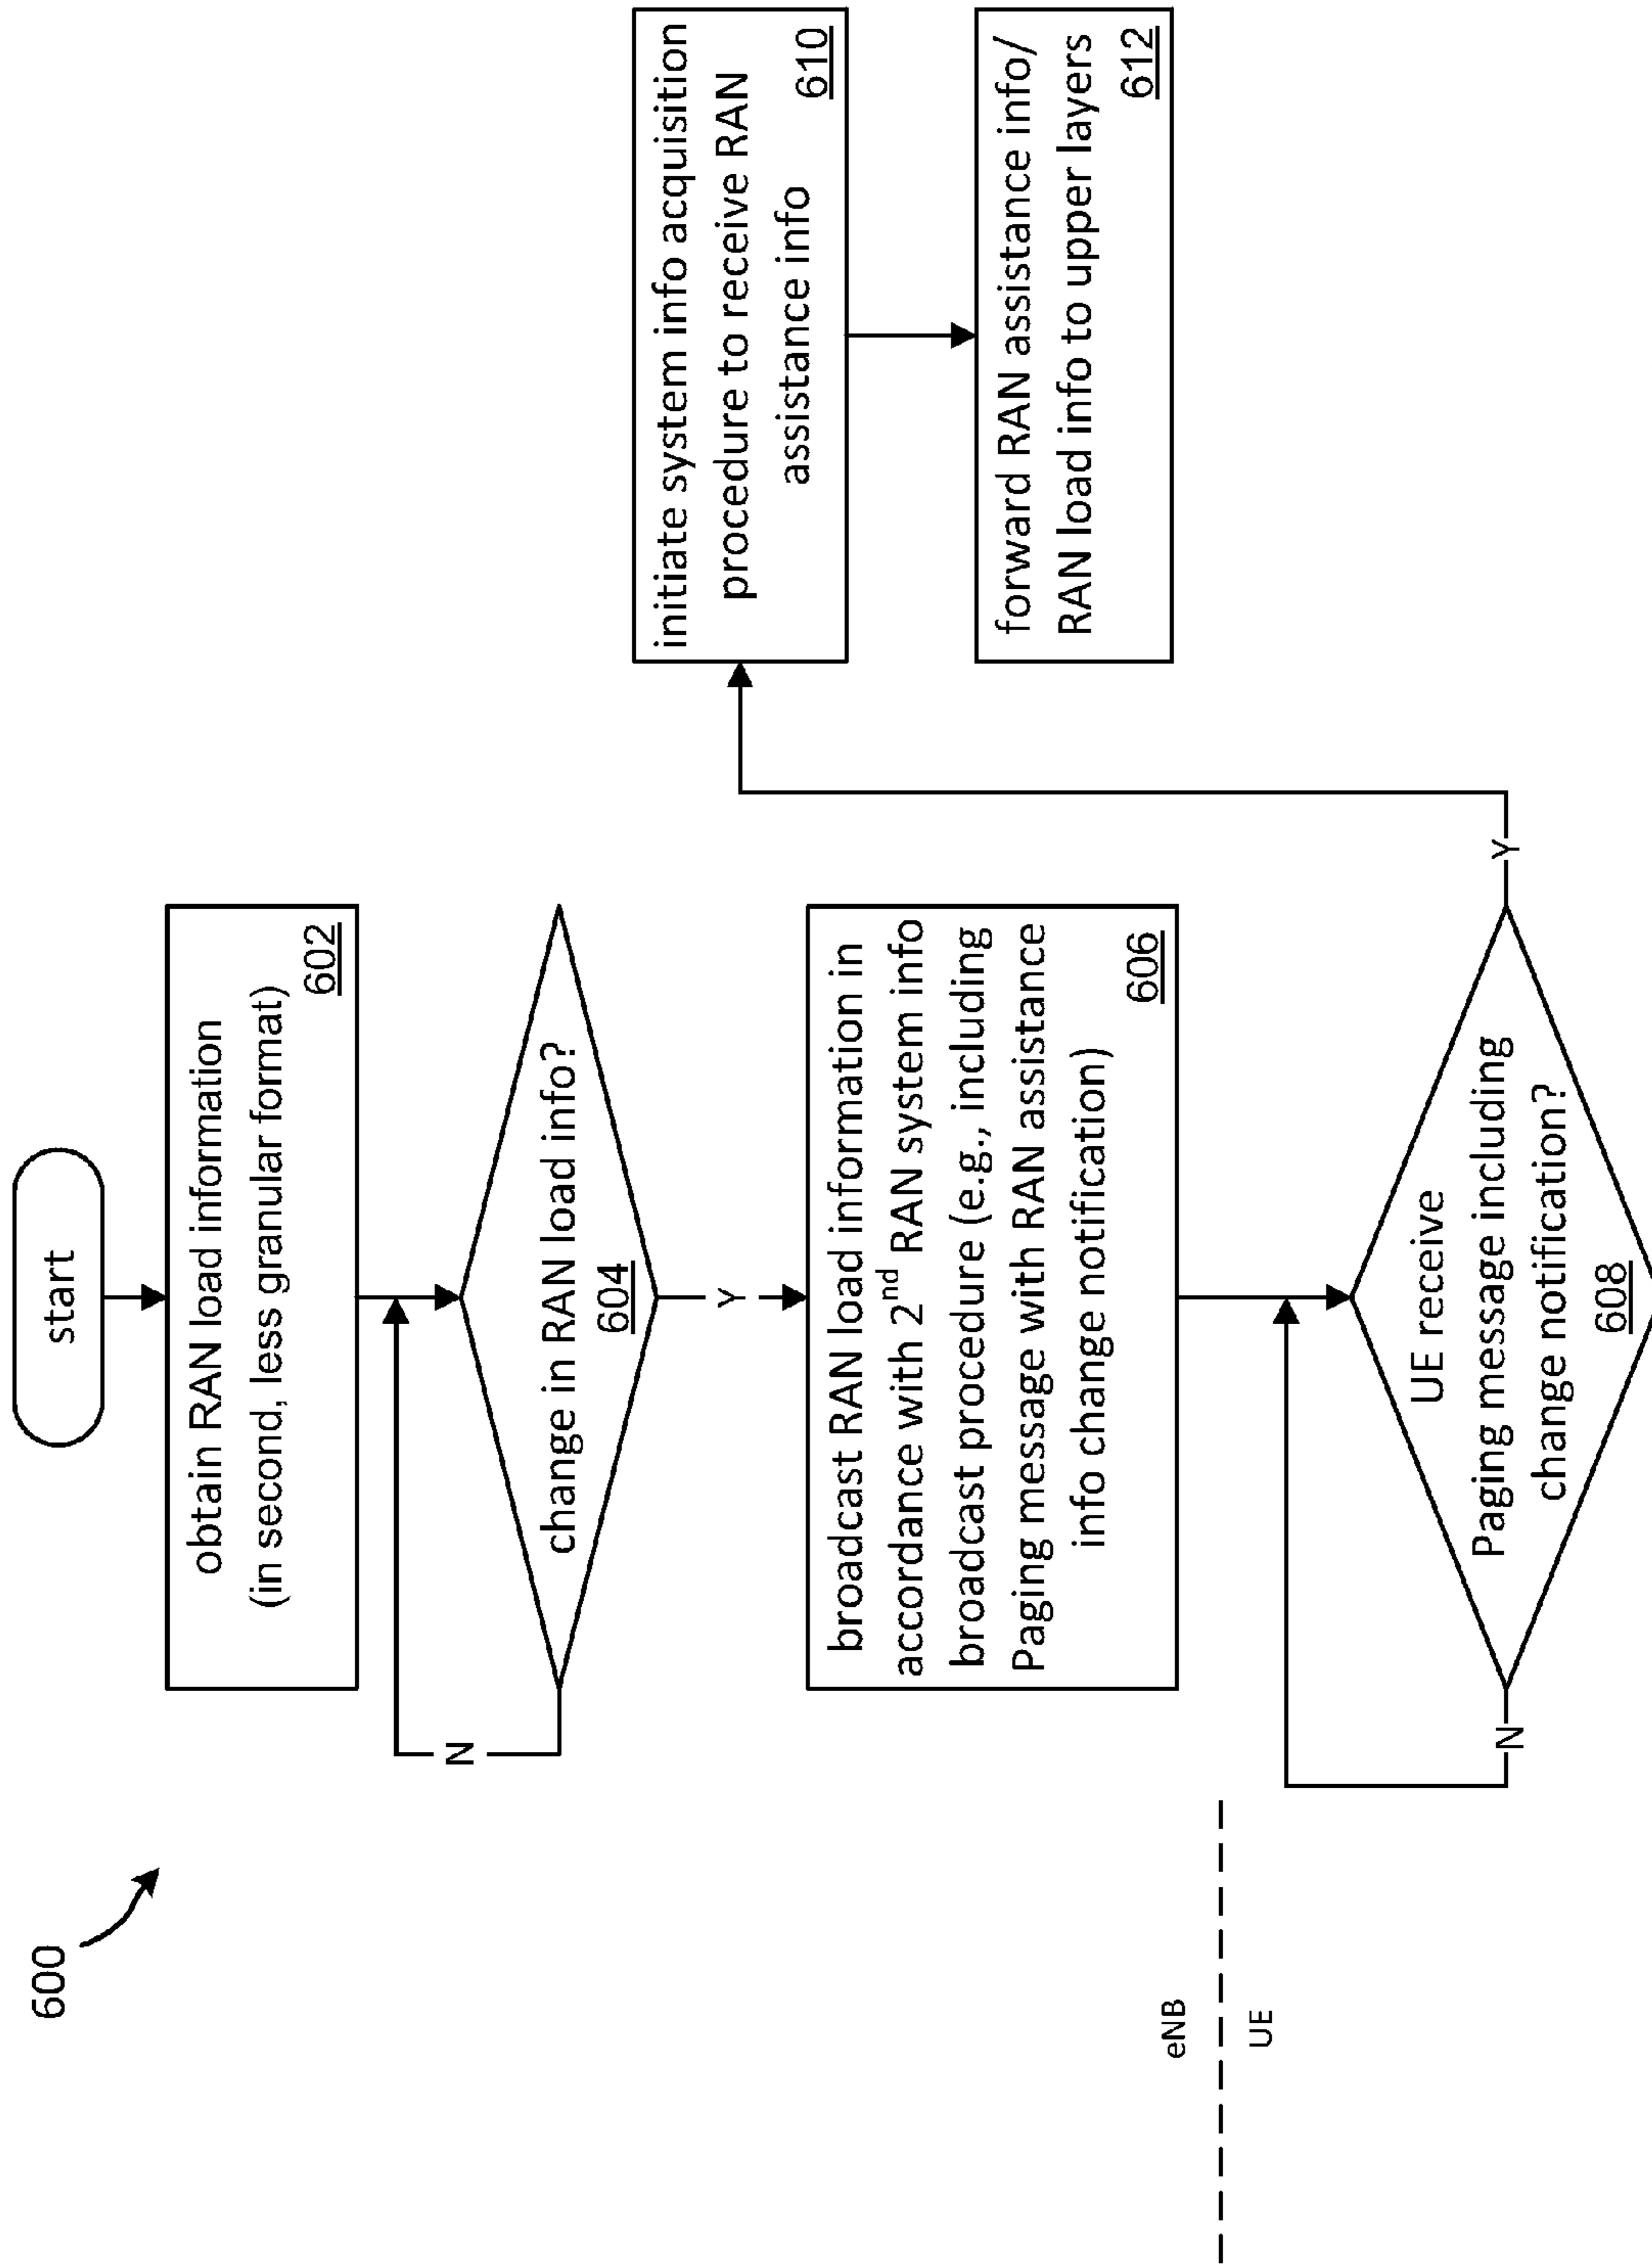 600
start
obtain RAN load information
(in second, less granular format)
602
change in RAN load info?
604
N
Y
broadcast RAN load information in
accordance with 2nd RAN system info
broadcast procedure (e.g., including
Paging message with RAN assistance
info change notification)
606
eNB
UE
UE receive
Paging message including
change notification?
608
N
Y
initiate system info acquisition
procedure to receive RAN
assistance info
610
forward RAN assistance info/
RAN load info to upper layers
612